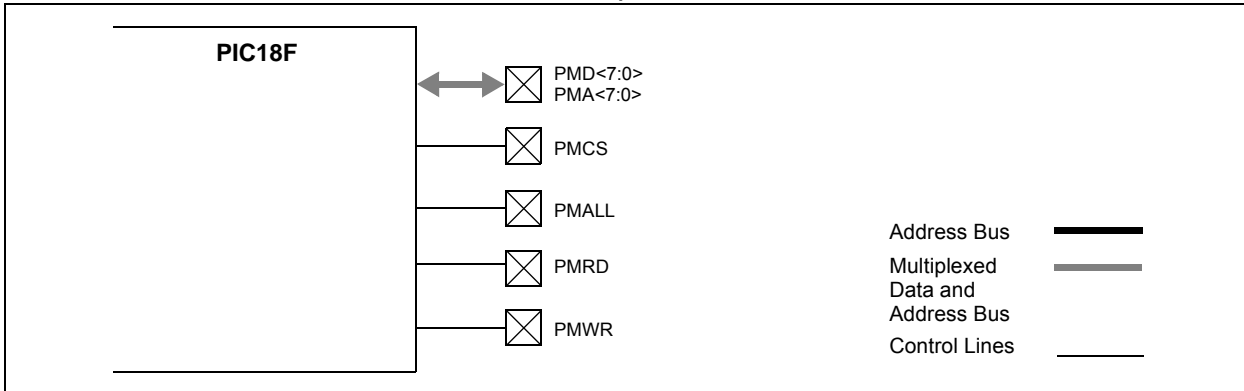 PIC18F
PMD<7:0>
PMA<7:0>
PMCS
PMALL
PMRD
PMWR
Address Bus
Multiplexed
Data and
Address Bus
Control Lines